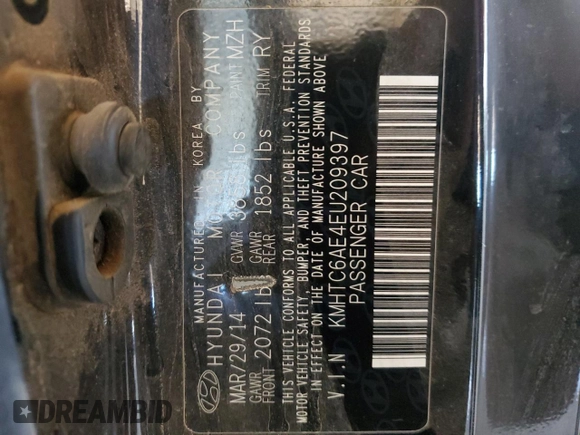 MANUFACTURED IN KOREA BY
HYUNDAI MOTOR COMPANY
MAR/29/14 GVWR lbs PAINT MZH
GAWR FRONT 2072 lb GAWR REAR 1852 lbs TRIM RY
THIS VEHICLE CONFORMS TO ALL APPLICABLE U.S.A. FEDERAL
MOTOR VEHICLE SAFETY, BUMPER, AND THEFT PREVENTION STANDARDS
IN EFFECT ON THE DATE OF MANUFACTURE SHOWN ABOVE
V.I.N KMHTC6AE4EU209397
PASSENGER CAR
DREAMBID